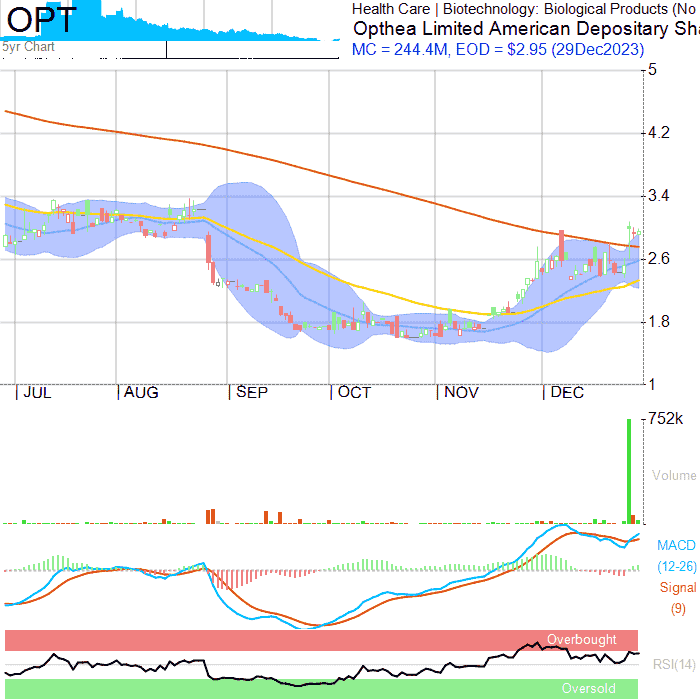 OPT
5yr Chart
Health Care | Biotechnology: Biological Products (No
Opthea Limited American Depositary Sha
MC = 244.4M, EOD = $2.95 (29Dec2023)
5
4.2
3.4
2.6
1.8
1
JUL AUG SEP OCT NOV DEC
752k
Volume
MACD
(12-26)
Signal
(9)
Overbought
RSI(14)
Oversold